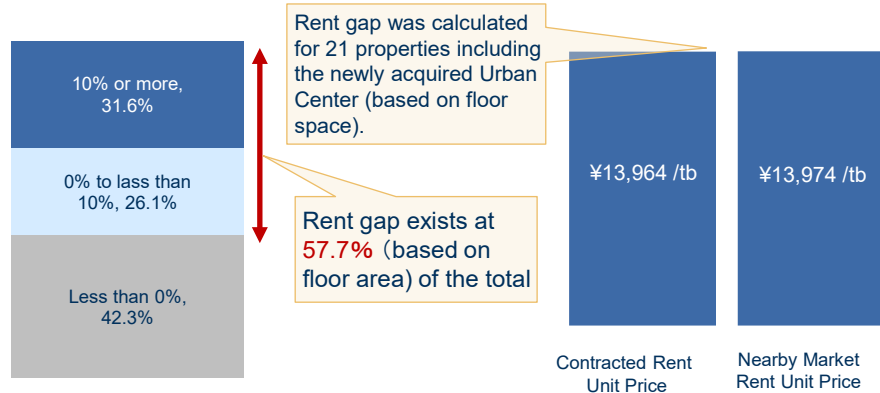 10% or more,
31.6%
0% to lass than
10%, 26.1%
Less than 0%,
42.3%
Rent gap was calculated
for 21 properties including
the newly acquired Urban
Center (based on floor
space).
Rent gap exists at
57.7%（based on
floor area) of the total
¥13,964 /tb
¥13,974 /tb
Contracted Rent
Unit Price
Nearby Market
Rent Unit Price